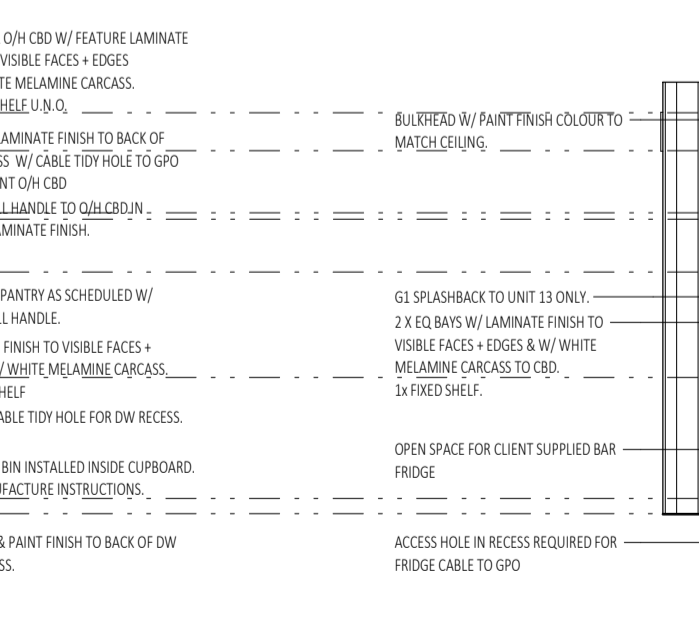 O/H CBD W/ FEATURE LAMINATE
VISIBLE FACES + EDGES
TE MELAMINE CARCASS.
HELF U.N.O.
AMINATE FINISH TO BACK OF
SS W/ CABLE TIDY HOLE TO GPO
NT O/H CBD
LL HANDLE TO O/H CBD IN
AMINATE FINISH.
PANTRY AS SCHEDULED W/
LL HANDLE.
FINISH TO VISIBLE FACES +
/ WHITE MELAMINE CARCASS.
HELF
ABLE TIDY HOLE FOR DW RECESS.
BIN INSTALLED INSIDE CUPBOARD.
UFACTURE INSTRUCTIONS.
& PAINT FINISH TO BACK OF DW
SS.
BULKHEAD W/ PAINT FINISH COLOUR TO
MATCH CEILING.
G1 SPLASHBACK TO UNIT 13 ONLY.
2 X EQ BAYS W/ LAMINATE FINISH TO
VISIBLE FACES + EDGES & W/ WHITE
MELAMINE CARCASS TO CBD.
1x FIXED SHELF.
OPEN SPACE FOR CLIENT SUPPLIED BAR
FRIDGE
ACCESS HOLE IN RECESS REQUIRED FOR
FRIDGE CABLE TO GPO